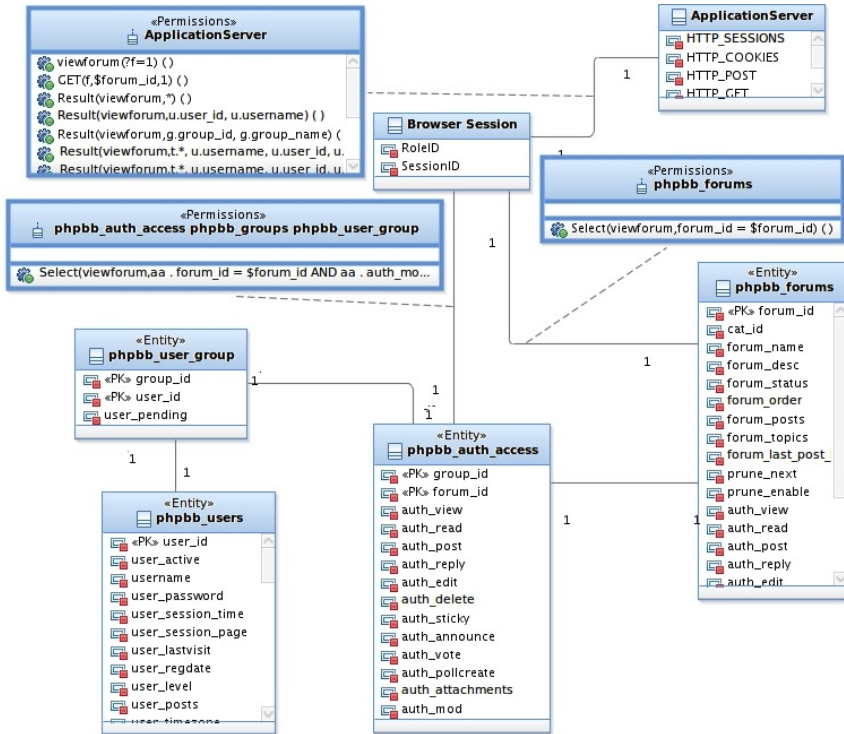 «Permissions»
ApplicationServer
viewforum(?f=1) ()
GET(f,$forum_id,1) ()
Result(viewforum,*) ()
Result(viewforum,u.user_id, u.username) ()
Result(viewforum,g.group_id, g.group_name) (
Result(viewforum,t.*, u.username, u.user_id, u.
Result(viewforum,t.*, u.username, u.user_id, u.
ApplicationServer
HTTP_SESSIONS
HTTP_COOKIES
HTTP_POST
HTTP_GET
1
Browser Session
RoleID
SessionID
1
«Permissions»
phpbb_forums
Select(viewforum,forum_id = $forum_id) ()
«Permissions»
phpbb_auth_access phpbb_groups phpbb_user_group
Select(viewforum,aa . forum_id = $forum_id AND aa . auth_mo...
1
«Entity»
phpbb_forums
«PK» forum_id
cat_id
forum_name
forum_desc
forum_status
forum_order
forum_posts
forum_topics
forum_last_post_
prune_next
prune_enable
auth_view
auth_read
auth_post
auth_reply
auth_edit
1
«Entity»
phpbb_user_group
«PK» group_id
«PK» user_id
user_pending
1
1
1
1
1
«Entity»
phpbb_users
«PK» user_id
user_active
username
user_password
user_session_time
user_session_page
user_lastvisit
user_regdate
user_level
user_posts
user_timezone
«Entity»
phpbb_auth_access
«PK» group_id
«PK» forum_id
auth_view
auth_read
auth_post
auth_reply
auth_edit
auth_delete
auth_sticky
auth_announce
auth_vote
auth_pollcreate
auth_attachments
auth_mod
1
1